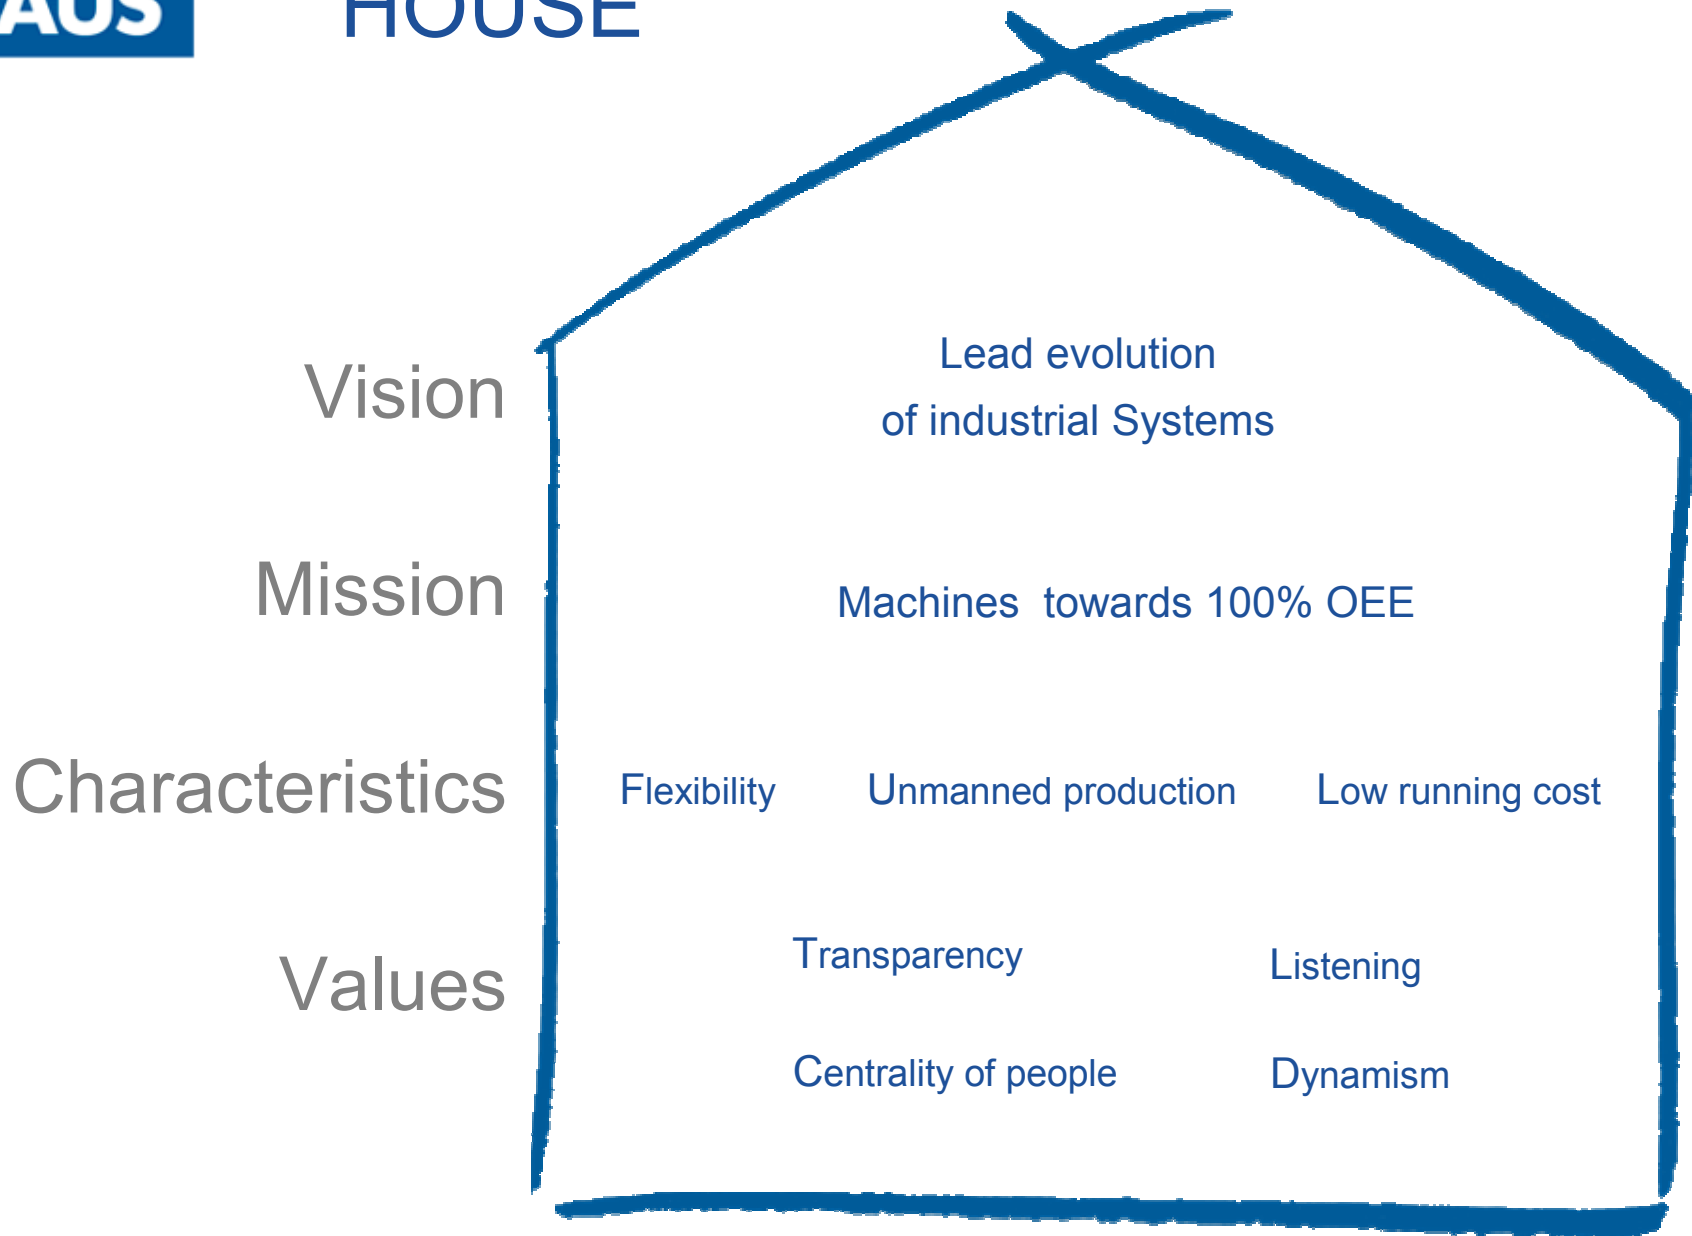 AUS
HOUSE
Vision
Lead evolution
of industrial Systems
Mission
Machines towards 100% OEE
Characteristics
Flexibility
Unmanned production
Low running cost
Values
Transparency
Listening
Centrality of people
Dynamism